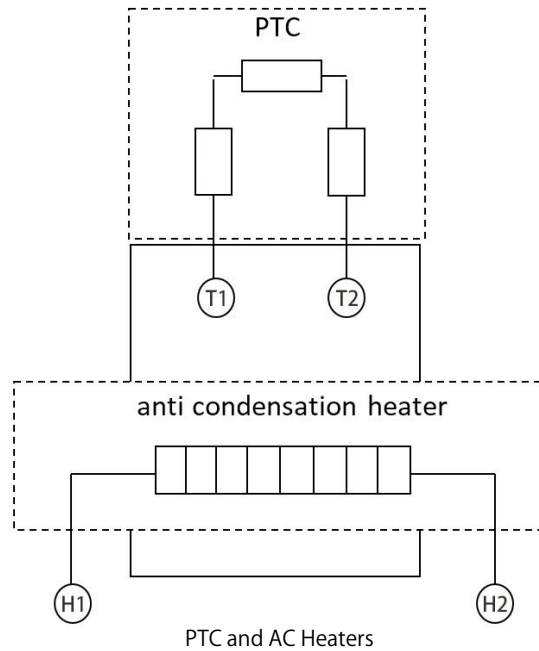 PTC
T1 T2
anti condensation heater
H1 H2
PTC and AC Heaters